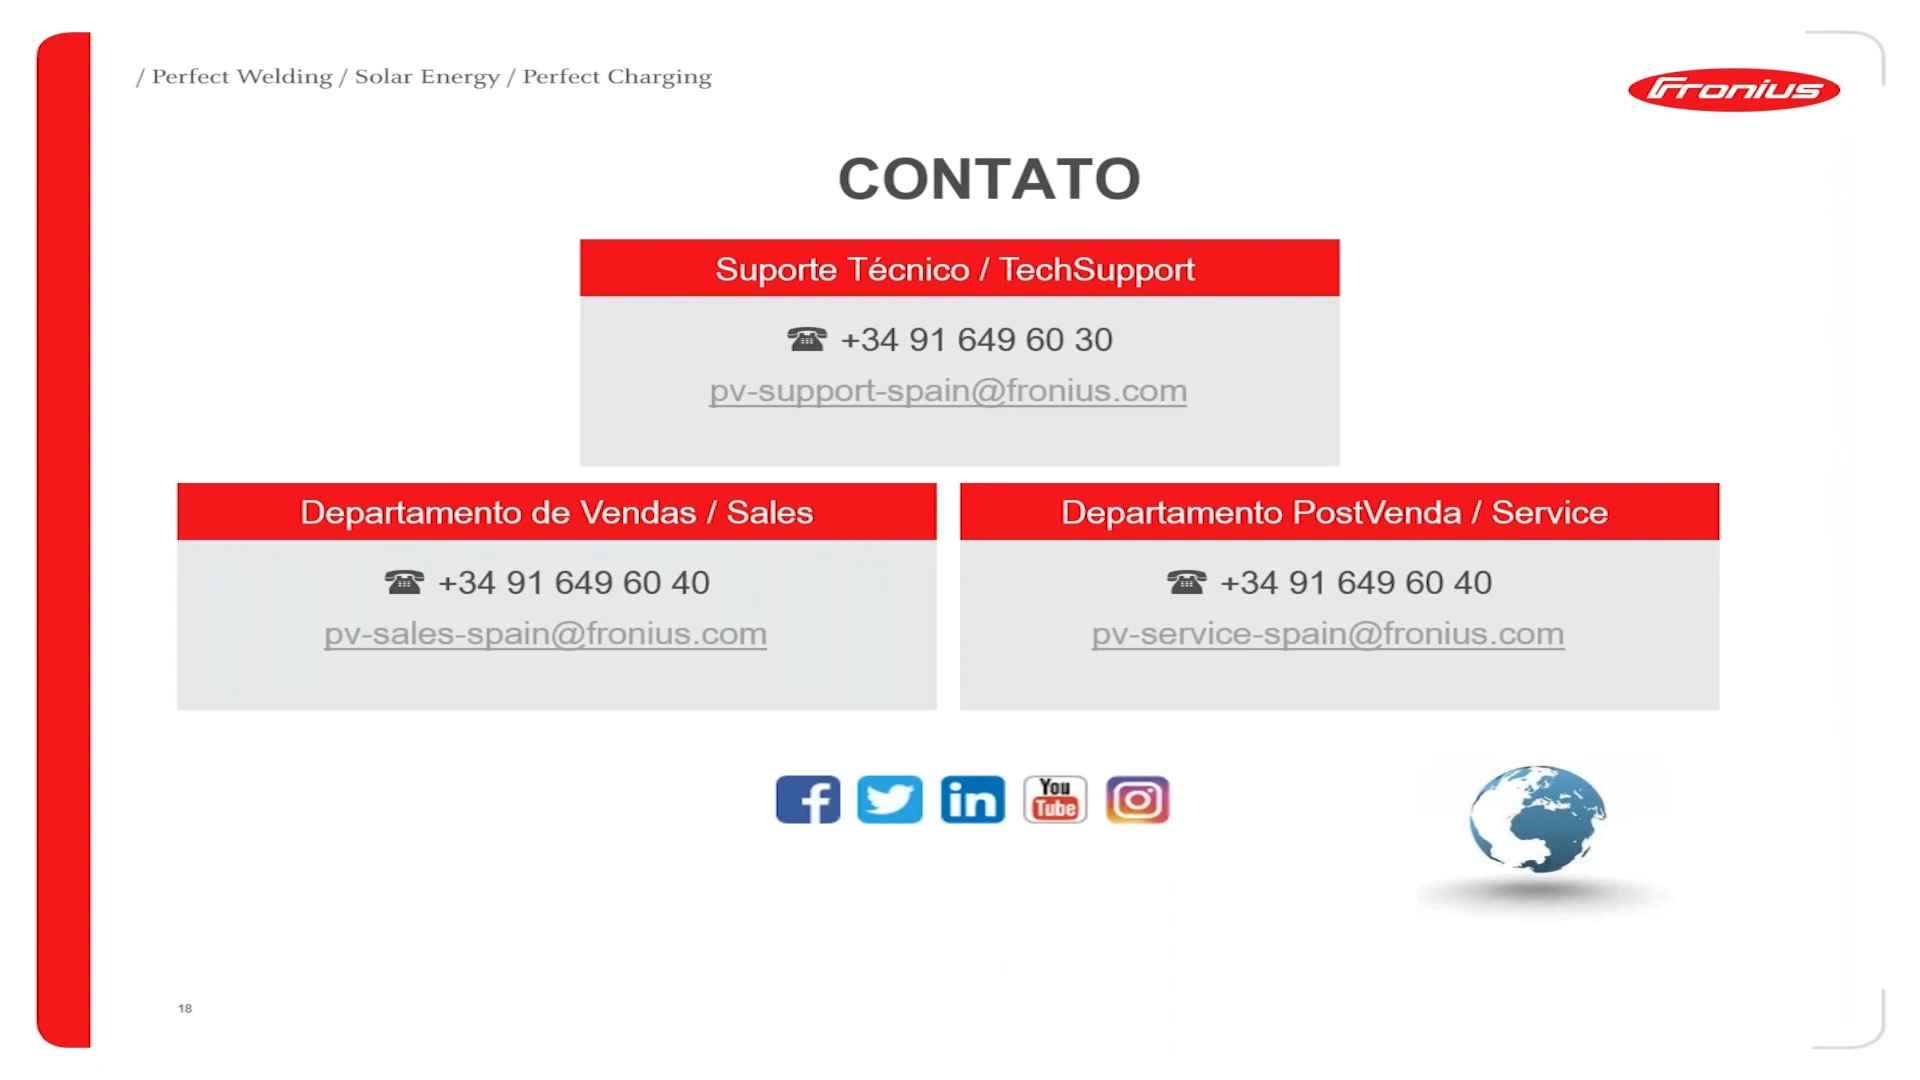 / Perfect Welding / Solar Energy / Perfect Charging
Fronius
CONTATO
Suporte Técnico / TechSupport
☎ +34 91 649 60 30
pv-support-spain@fronius.com
Departamento de Vendas / Sales
☎ +34 91 649 60 40
pv-sales-spain@fronius.com
Departamento PostVenda / Service
☎ +34 91 649 60 40
pv-service-spain@fronius.com
f
in
You
Tube
18